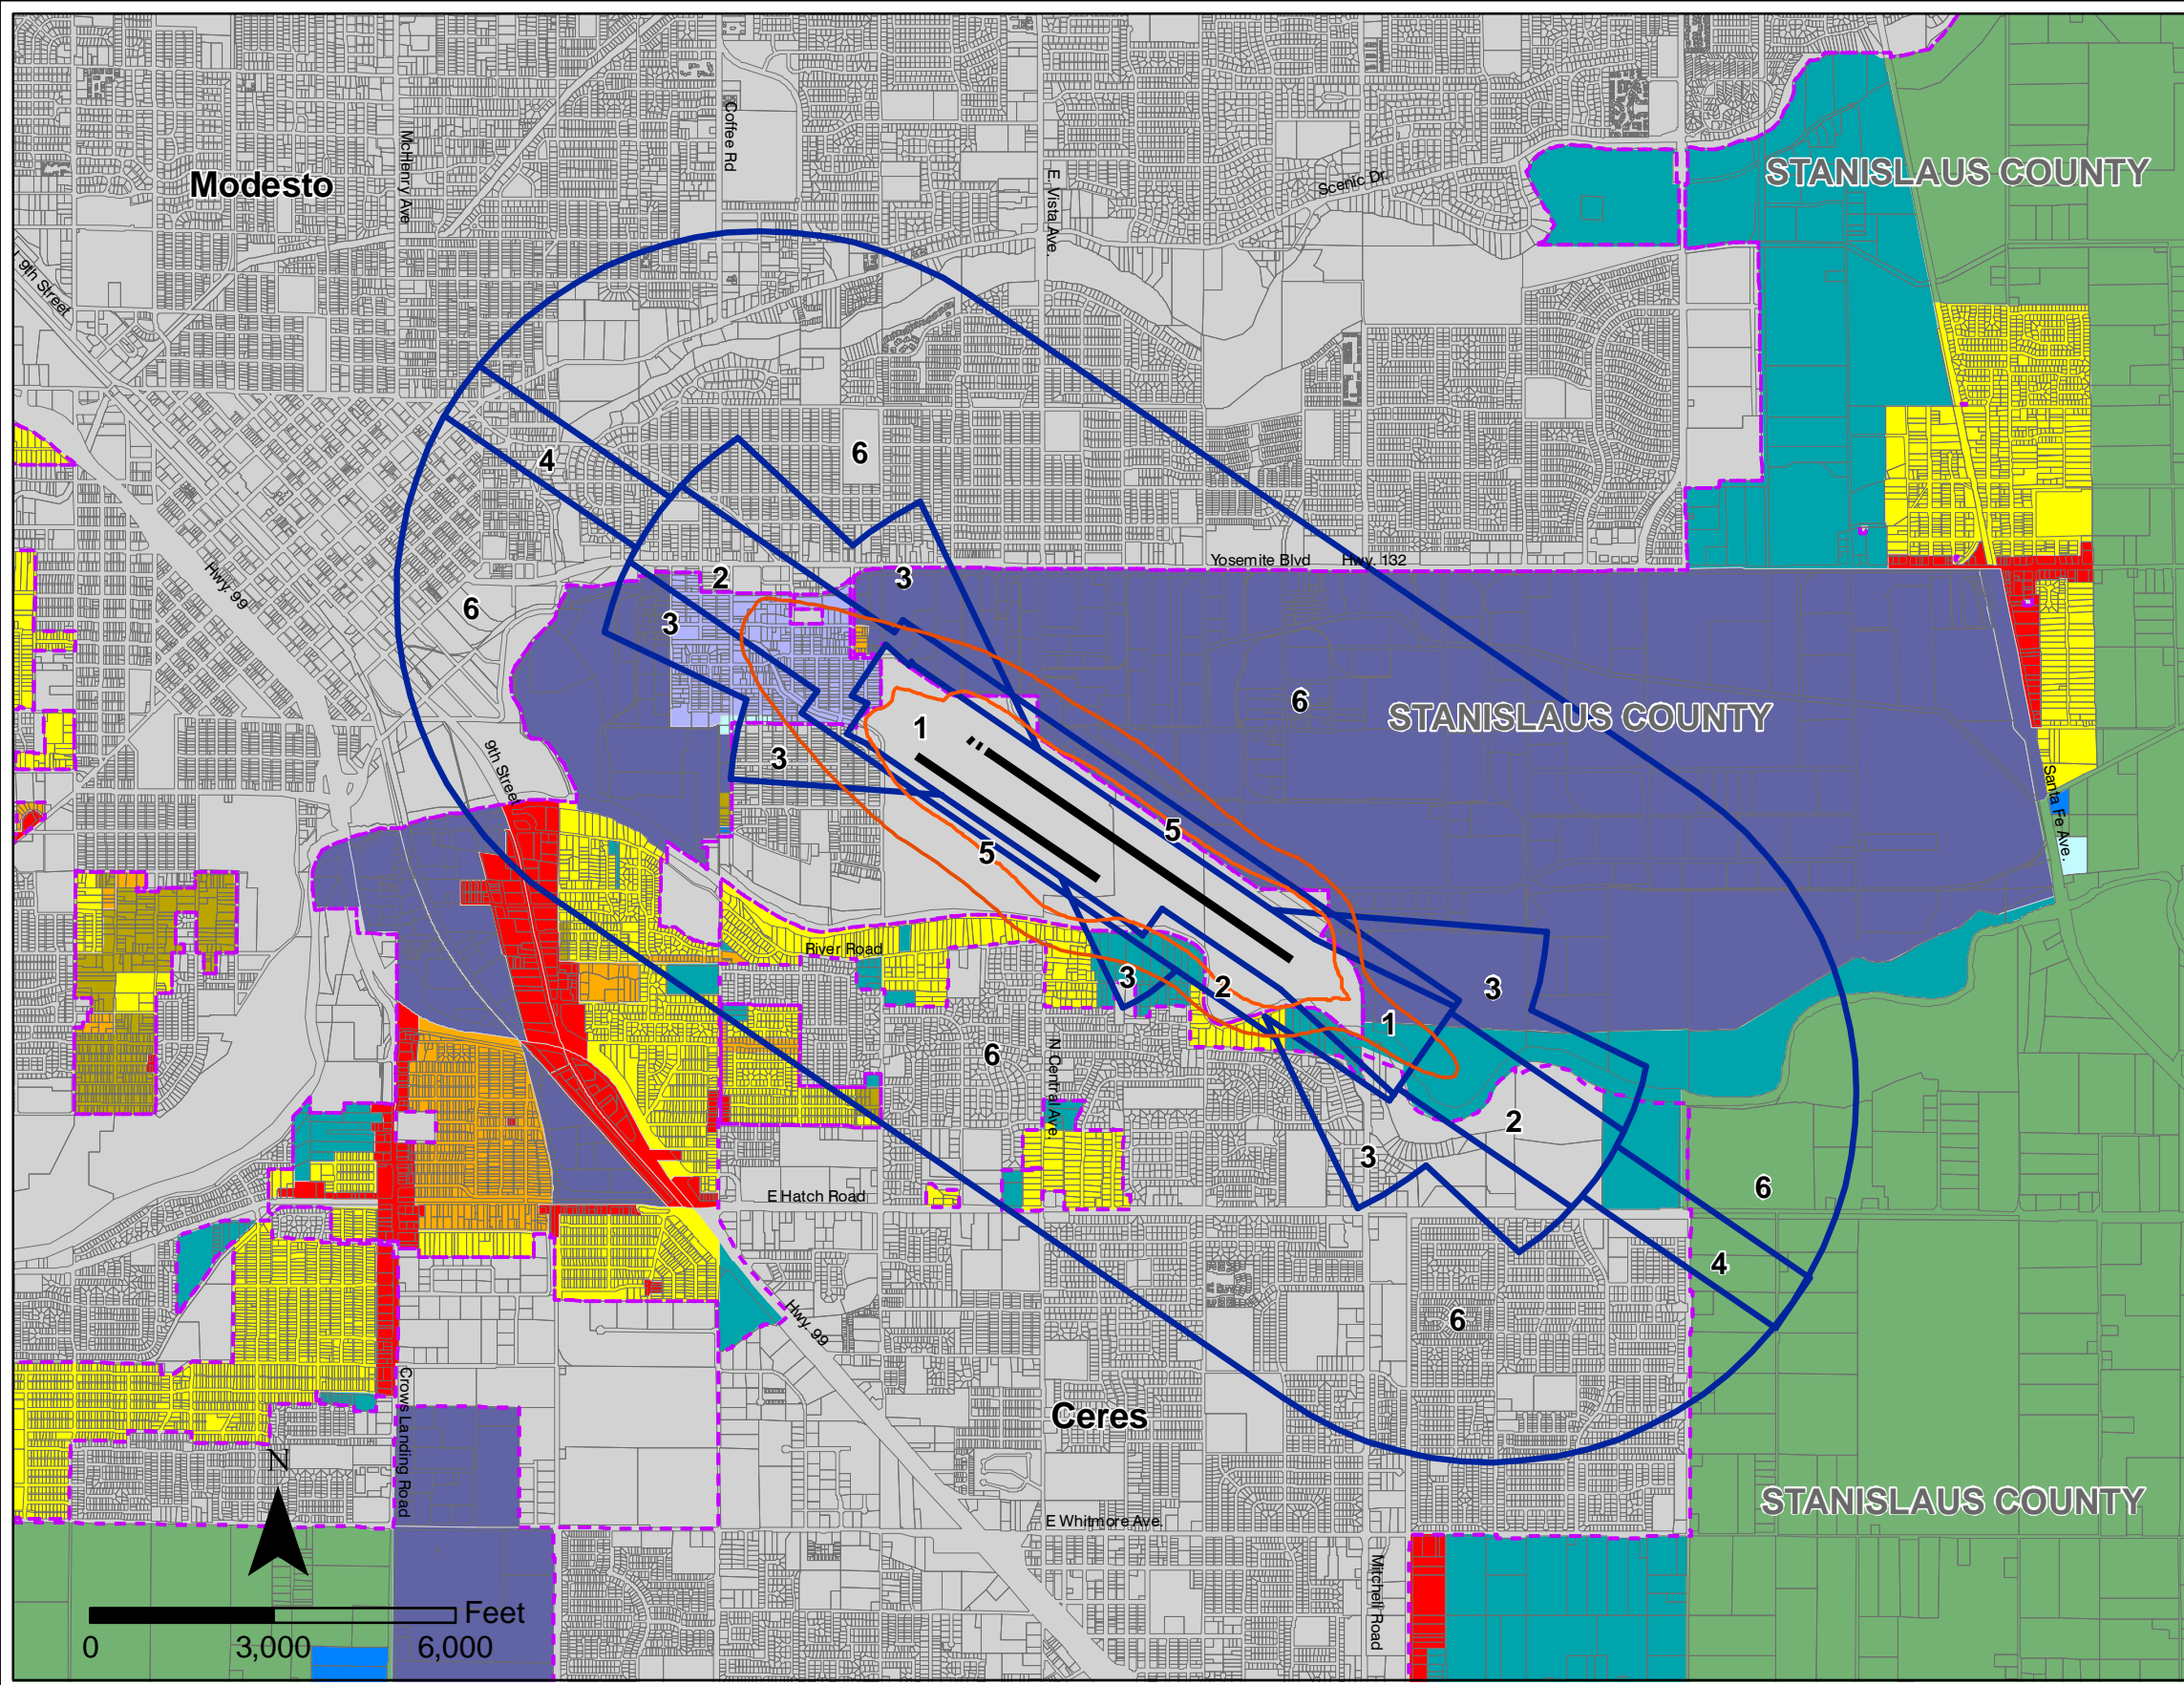 Coffee Rd
McHenry Ave
STANISLAUS COUNTY
Modesto
E. Vista Ave.
Scenic Dr.
9th Street
4
6
Yosemite Blvd
Hwy. 132
Hwy. 99
2
3
6
3
6
STANISLAUS COUNTY
1
9th Street
3
5
5
Santa Fe Ave.
River Road
3
2
3
1
6
N Central Ave.
2
3
E Hatch Road
6
4
Hwy. 99
6
Crows Landing Road
Ceres
N
STANISLAUS COUNTY
E Whitmore Ave.
Mitchell Road
Feet
0
3,000
6,000